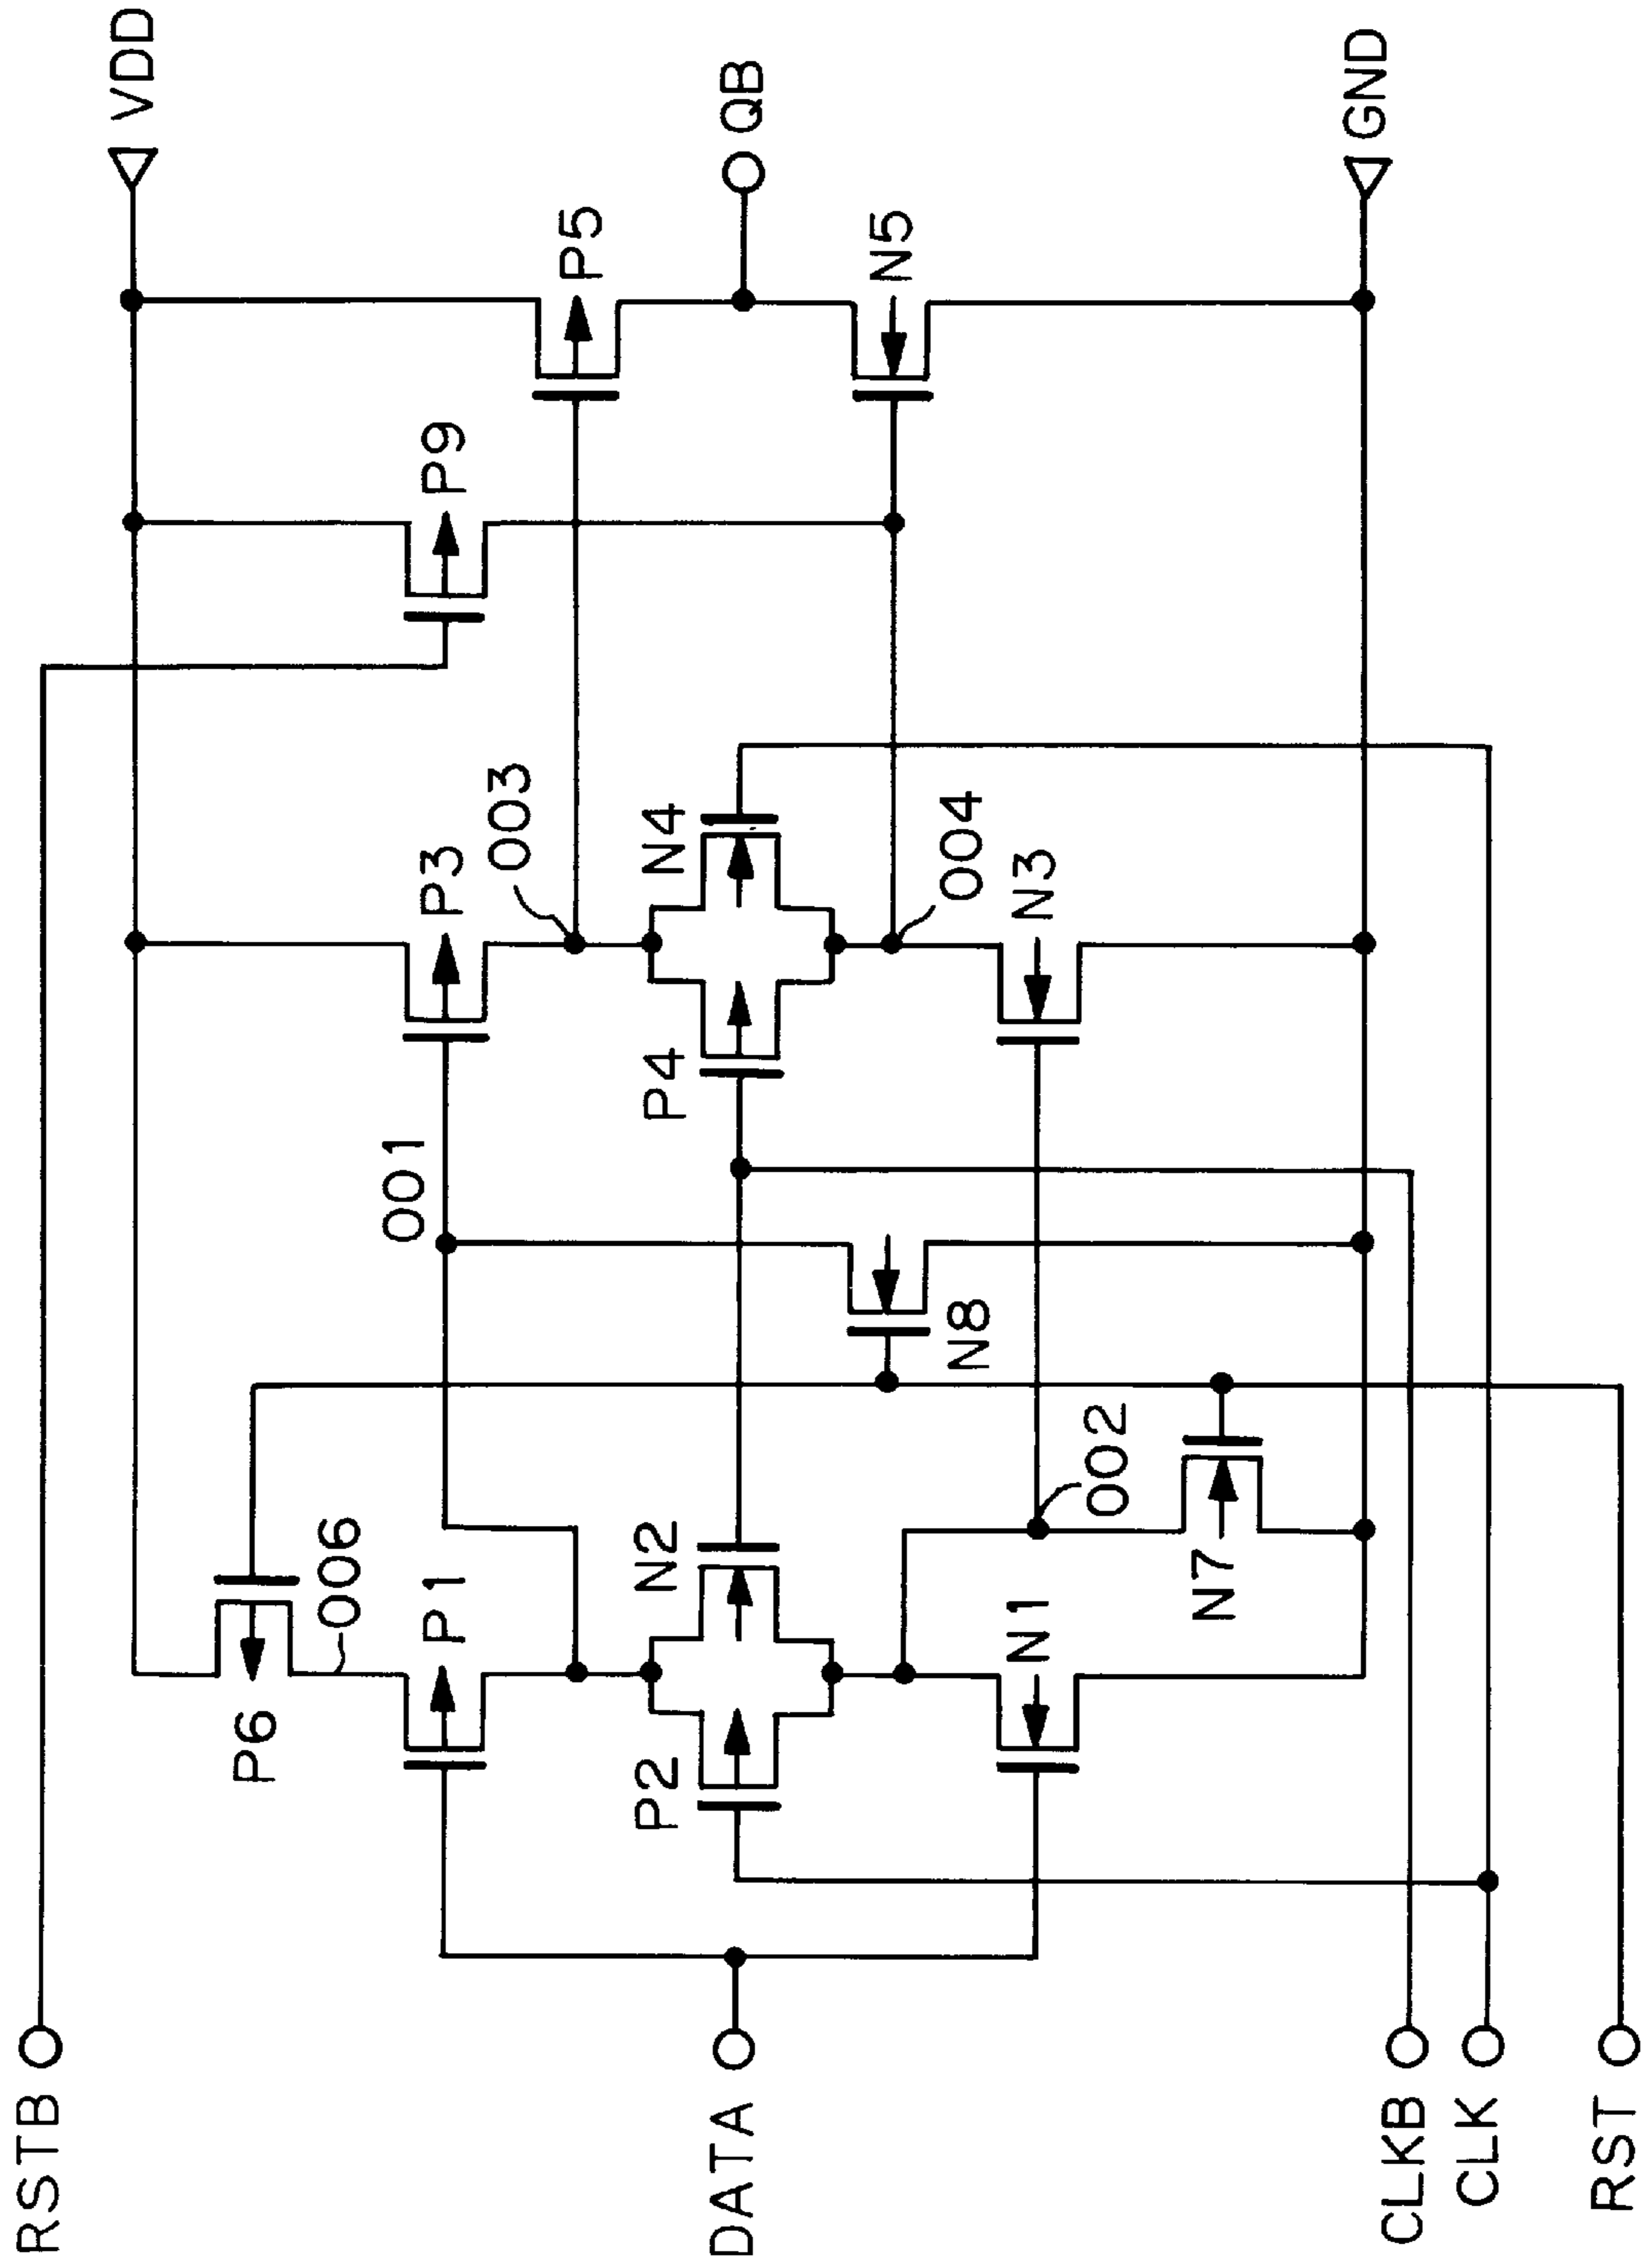 RSTB
VDD
P6
006
P1
001
P3
P9
003
P5
DATA
P2
N2
P4
N4
QB
N8
004
N5
N1
002
N3
N7
GND
CLKB
CLK
RST